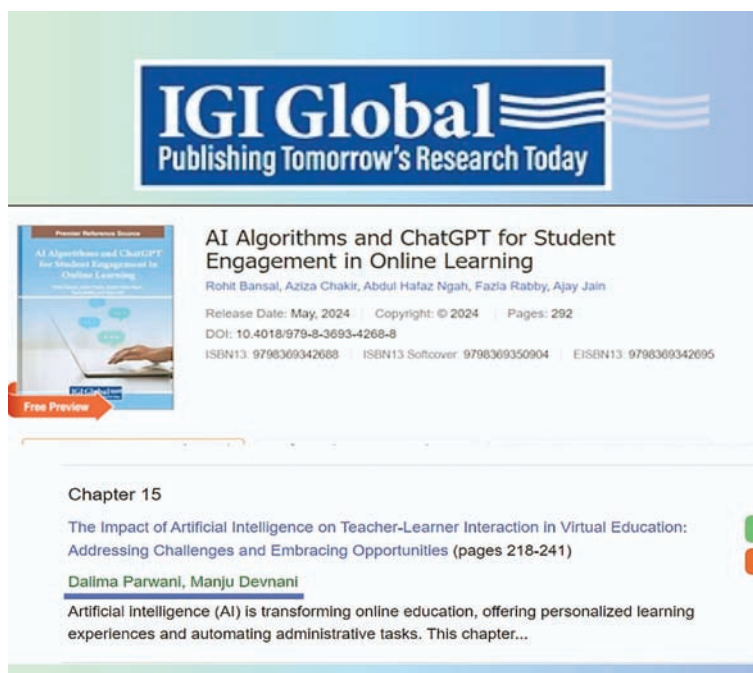 IGI Global
Publishing Tomorrow's Research Today
Premier Reference Source
AI Algorithms and ChatGPT
for Student Engagement in
Online Learning
IGI Global
Free Preview
AI Algorithms and ChatGPT for Student
Engagement in Online Learning
Rohit Bansal, Aziza Chakir, Abdul Hafaz Ngah, Fazla Rabby, Ajay Jain
Release Date: May, 2024 Copyright: © 2024 Pages: 292
DOI: 10.4018/979-8-3693-4268-8
ISBN13: 9798369342688 ISBN13 Softcover: 9798369350904 EISBN13: 9798369342695
Chapter 15
The Impact of Artificial Intelligence on Teacher-Learner Interaction in Virtual Education:
Addressing Challenges and Embracing Opportunities (pages 218-241)
Dalima Parwani, Manju Devnani
Artificial intelligence (AI) is transforming online education, offering personalized learning
experiences and automating administrative tasks. This chapter...